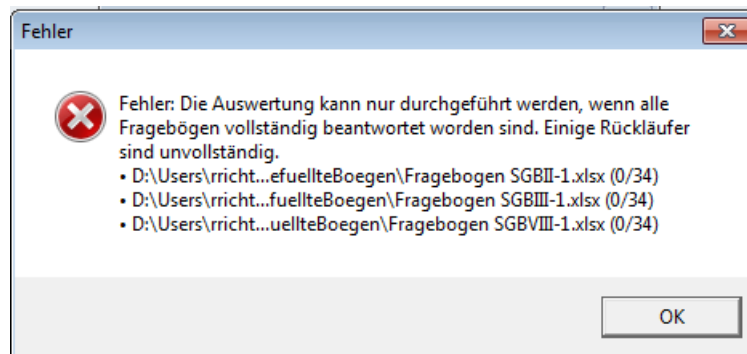 Fehler
Fehler: Die Auswertung kann nur durchgeführt werden, wenn alle
Fragebögen vollständig beantwortet worden sind. Einige Rückläufer
sind unvollständig.
• D:\Users\rricht...efuellteBoegen\Fragebogen SGBII-1.xlsx (0/34)
• D:\Users\rricht...fuellteBoegen\Fragebogen SGBIII-1.xlsx (0/34)
• D:\Users\rricht...uellteBoegen\Fragebogen SGBVIII-1.xlsx (0/34)
OK